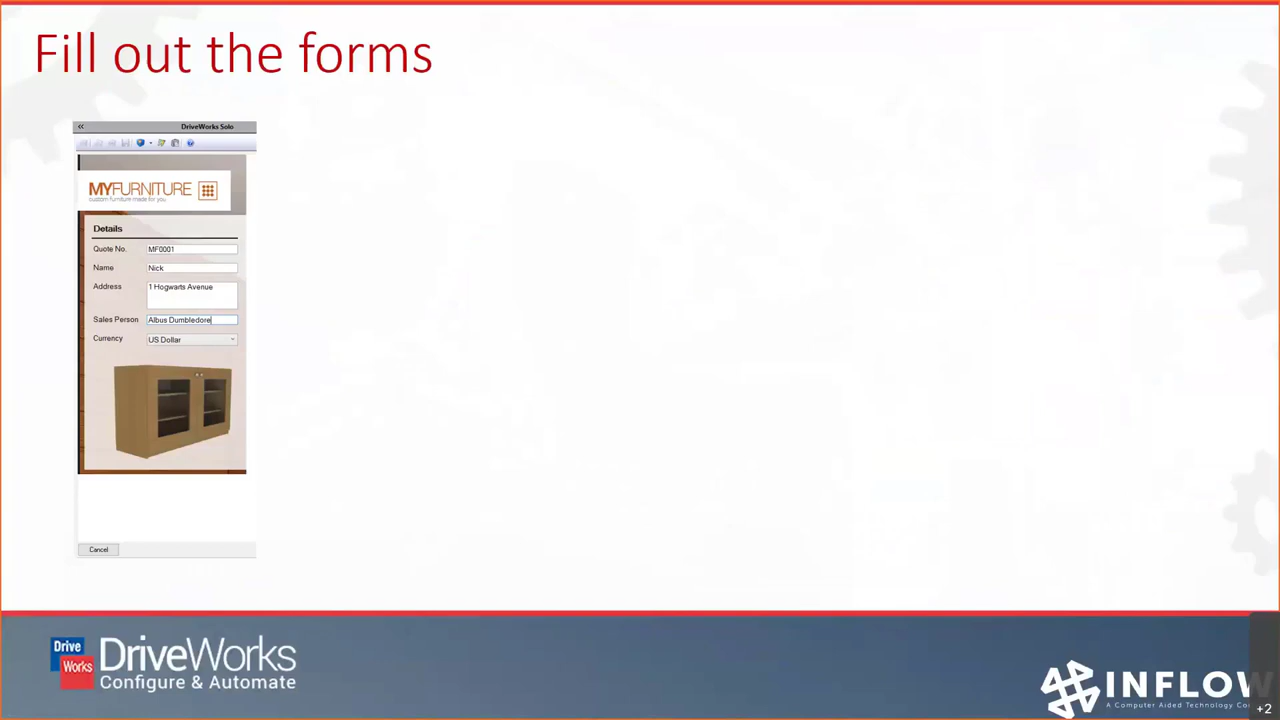 Fill out the forms
DriveWorks Solo
MYFURNITURE
custom furniture made for you
Details
Quote No. MF0001
Name Nick
Address 1 Hogwarts Avenue
Sales Person Albus Dumbledore
Currency US Dollar
Cancel
Drive
Works
DriveWorks
Configure & Automate
INFLOW
A Computer Aided Technology Co
+2